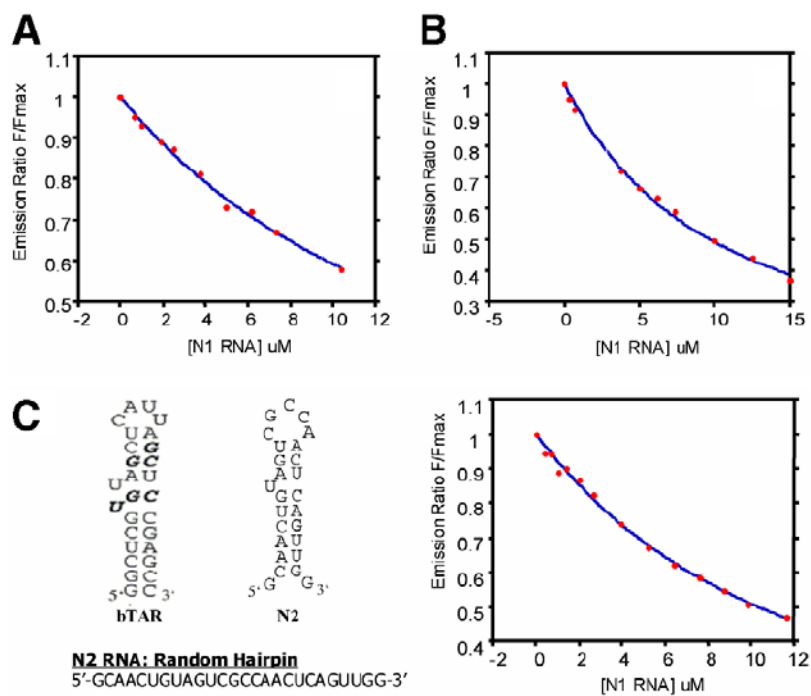 A
B
Emission Ratio F/Fmax
1.1
1
0.9
0.8
0.7
0.6
0.5
-2
0
2
4
6
8
10
12
[N1 RNA] uM
Emission Ratio F/Fmax
1.1
1
0.9
0.8
0.7
0.6
0.5
0.4
0.3
-5
0
5
10
15
[N1 RNA] uM
C
A U
C U
U A
C G
G C
A U
U
G C
U
G C
C G
U A
C G
G C
5'-G C 3'
bTAR
C
G C
C A
U A
G C
A U
U
G C
U A
C G
A U
A U
C G
5'-G G 3'
N2
N2 RNA: Random Hairpin
5'-GCAACUGUAGUCGCCAACUCAGUUGG-3'
Emission Ratio F/Fmax
1.1
1
0.9
0.8
0.7
0.6
0.5
0.4
-2
0
2
4
6
8
10
12
[N1 RNA] uM